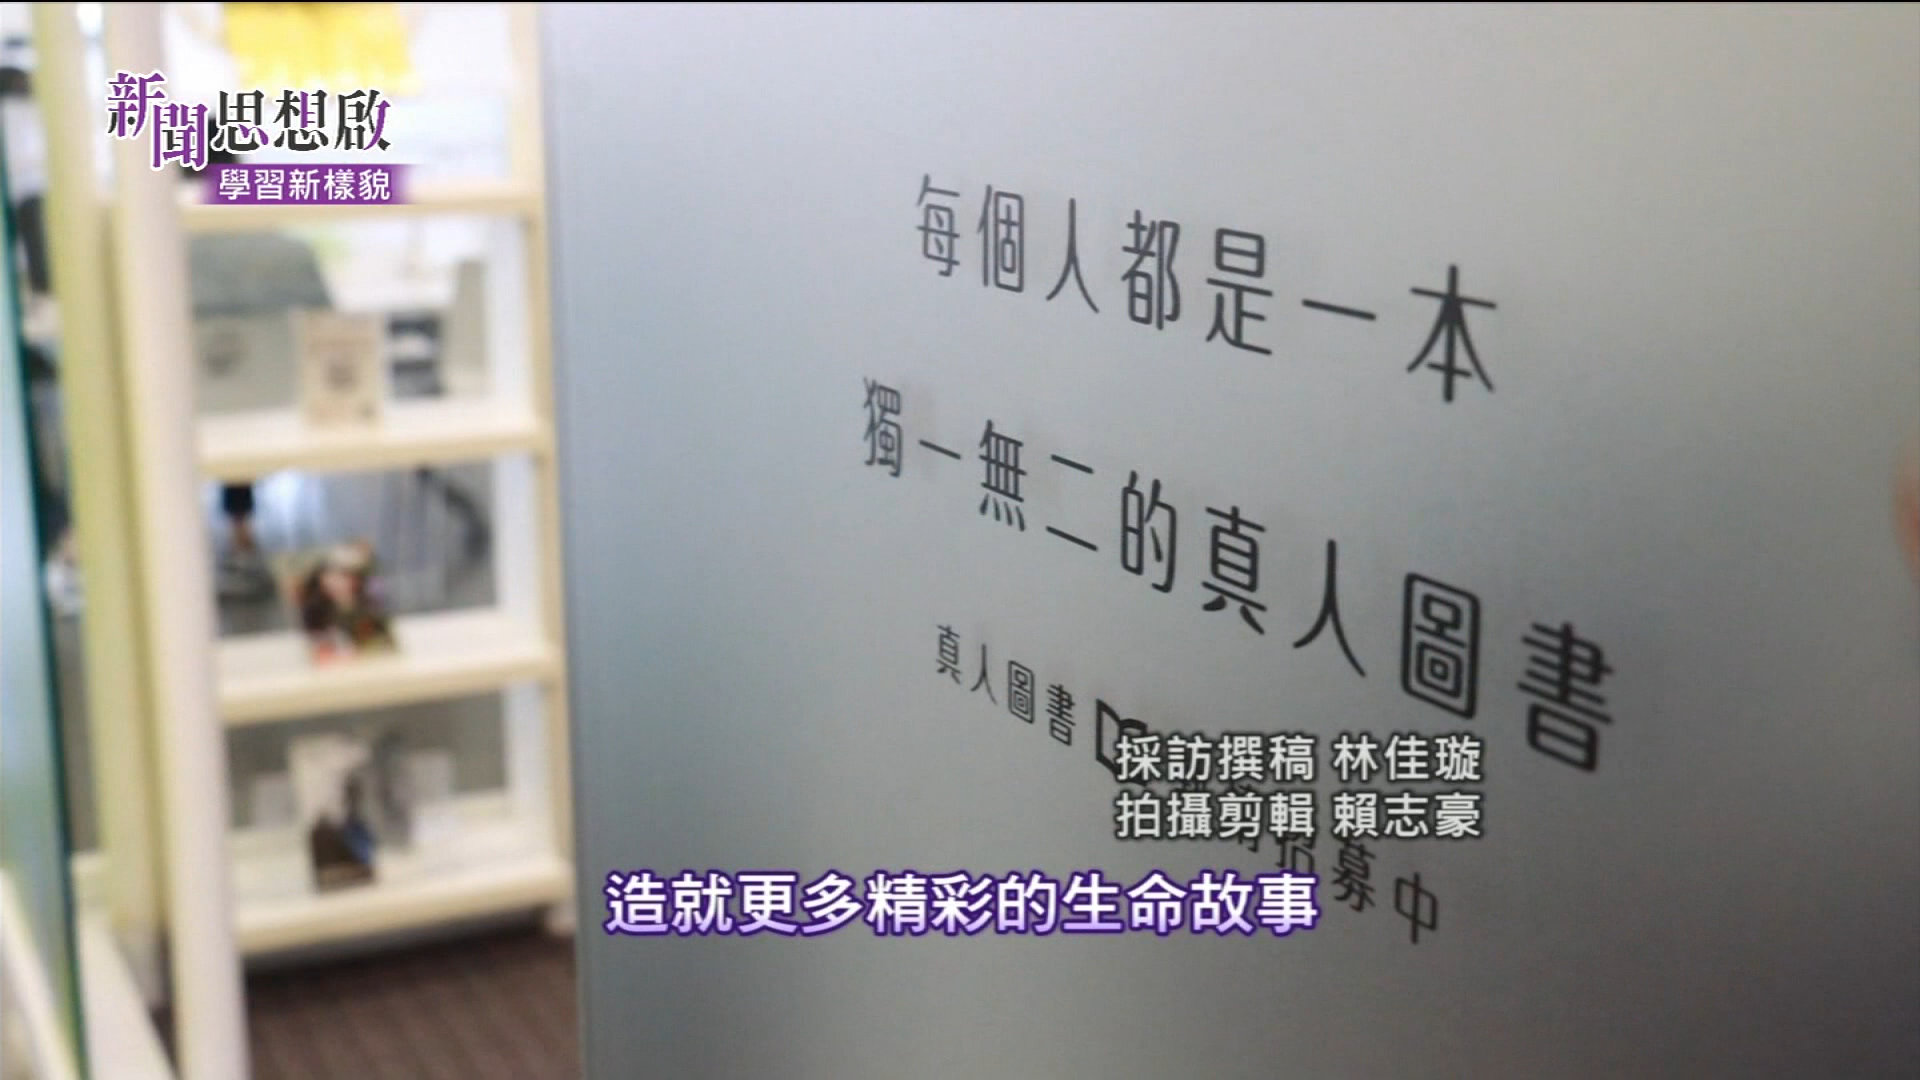 新聞思想啟
學習新樣貌
每個人都是一本
獨一無二的真人圖書
真人圖書
採訪撰稿 林佳璇
拍攝剪輯 賴志豪
招募中
造就更多精彩的生命故事